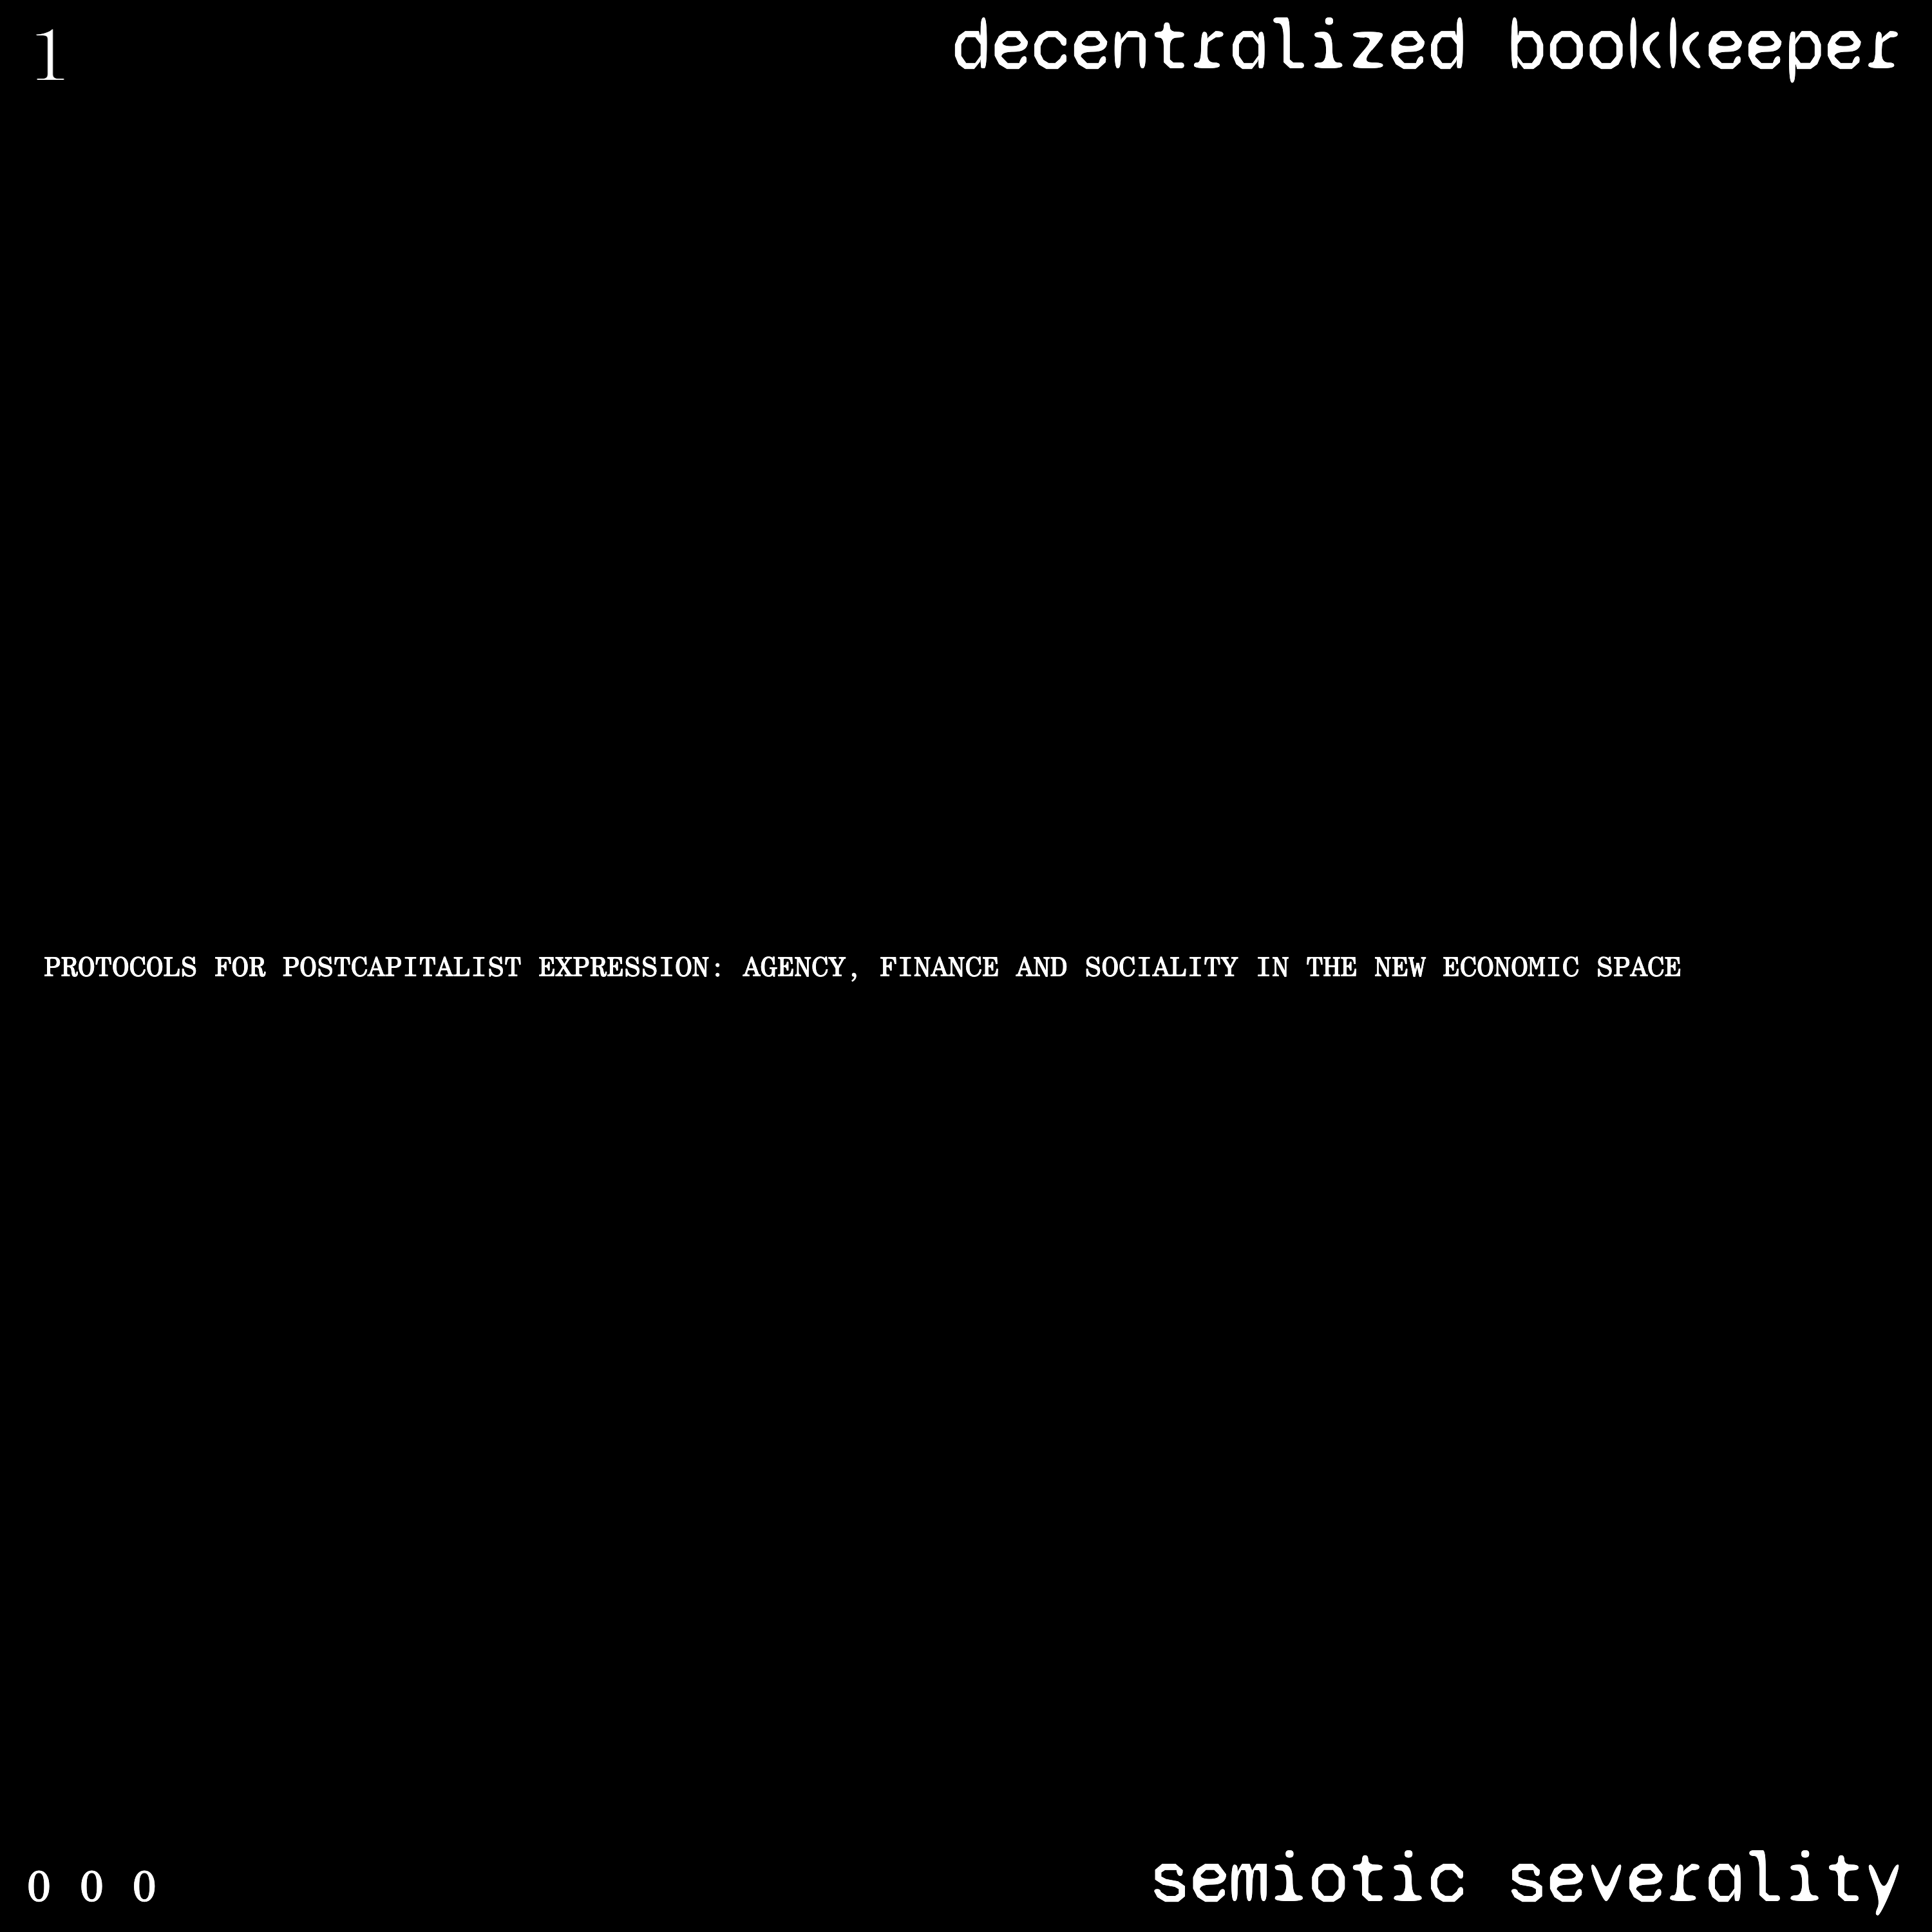 1
decentralized bookkeeper
PROTOCOLS FOR POSTCAPITALIST EXPRESSION: AGENCY, FINANCE AND SOCIALITY IN THE NEW ECONOMIC SPACE
0 0 0
semiotic severality